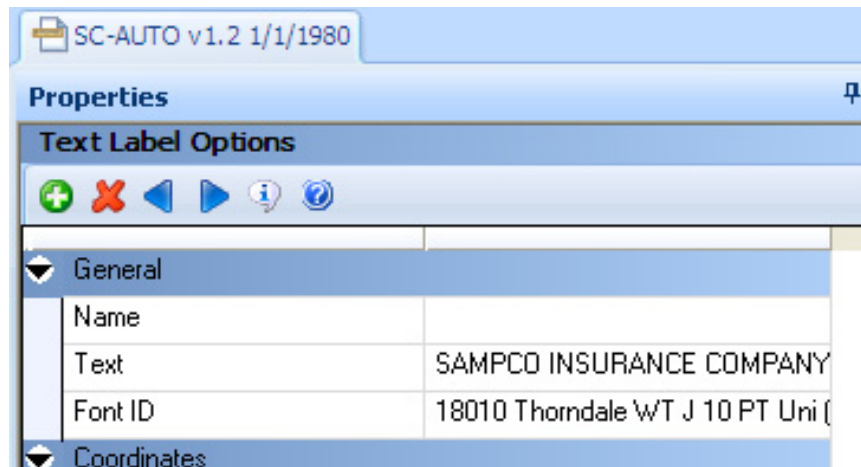 SC-AUTO v1.2 1/1/1980
Properties
Text Label Options
General
Name
Text SAMPCO INSURANCE COMPANY
Font ID 18010 Thorndale WT J 10 PT Uni (
Coordinates